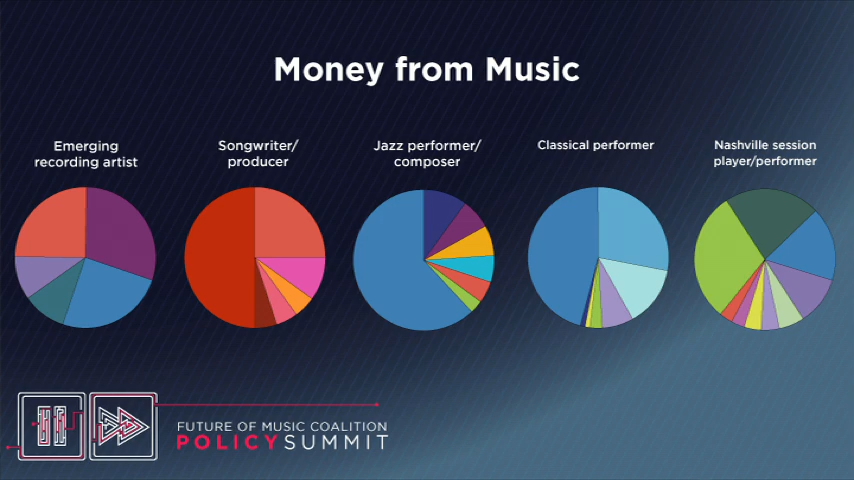 Money from Music
Emerging
recording artist
Songwriter/
producer
Jazz performer/
composer
Classical performer
Nashville session
player/performer
FUTURE OF MUSIC COALITION
POLICYSUMMIT